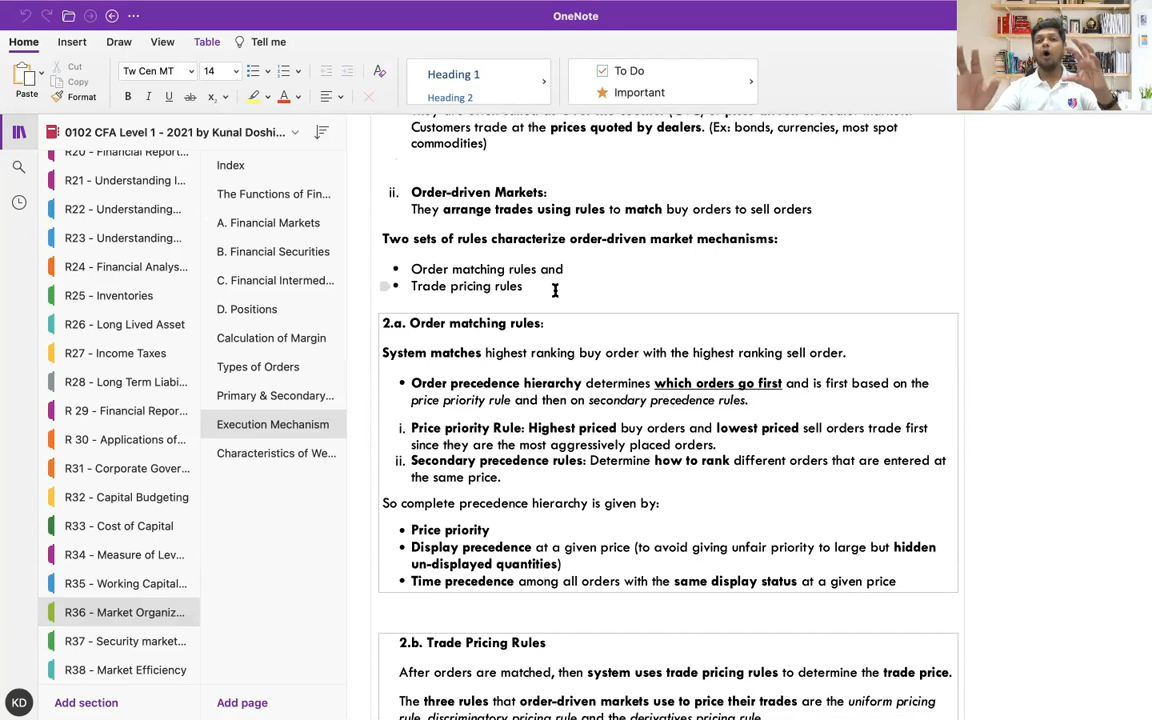 OneNote
Home Insert Draw View Table Tell me
Paste
Cut
Copy
Format
Tw Cen MT 14
B I U ab X2 A
Heading 1
Heading 2
To Do
Important
0102 CFA Level 1 - 2021 by Kunal Doshi...
R20 - Financial Report...
R21 - Understanding I...
R22 - Understanding...
R23 - Understanding...
R24 - Financial Analys...
R25 - Inventories
R26 - Long Lived Asset
R27 - Income Taxes
R28 - Long Term Liabi...
R 29 - Financial Repor...
R 30 - Applications of...
R31 - Corporate Gover...
R32 - Capital Budgeting
R33 - Cost of Capital
R34 - Measure of Lev...
R35 - Working Capital...
R36 - Market Organiz...
R37 - Security market...
R38 - Market Efficiency
KD
Add section
Index
The Functions of Fin...
A. Financial Markets
B. Financial Securities
C. Financial Intermed...
D. Positions
Calculation of Margin
Types of Orders
Primary & Secondary...
Execution Mechanism
Characteristics of We...
Add page
Customers trade at the prices quoted by dealers. (Ex: bonds, currencies, most spot
commodities)
ii. Order-driven Markets:
They arrange trades using rules to match buy orders to sell orders
Two sets of rules characterize order-driven market mechanisms:
• Order matching rules and
• Trade pricing rules
2.a. Order matching rules:
System matches highest ranking buy order with the highest ranking sell order.
• Order precedence hierarchy determines which orders go first and is first based on the
price priority rule and then on secondary precedence rules.
i. Price priority Rule: Highest priced buy orders and lowest priced sell orders trade first
since they are the most aggressively placed orders.
ii. Secondary precedence rules: Determine how to rank different orders that are entered at
the same price.
So complete precedence hierarchy is given by:
• Price priority
• Display precedence at a given price (to avoid giving unfair priority to large but hidden
un-displayed quantities)
• Time precedence among all orders with the same display status at a given price
2.b. Trade Pricing Rules
After orders are matched, then system uses trade pricing rules to determine the trade price.
The three rules that order-driven markets use to price their trades are the uniform pricing
rule, discriminatory pricing rule and the derivatives pricing rule.